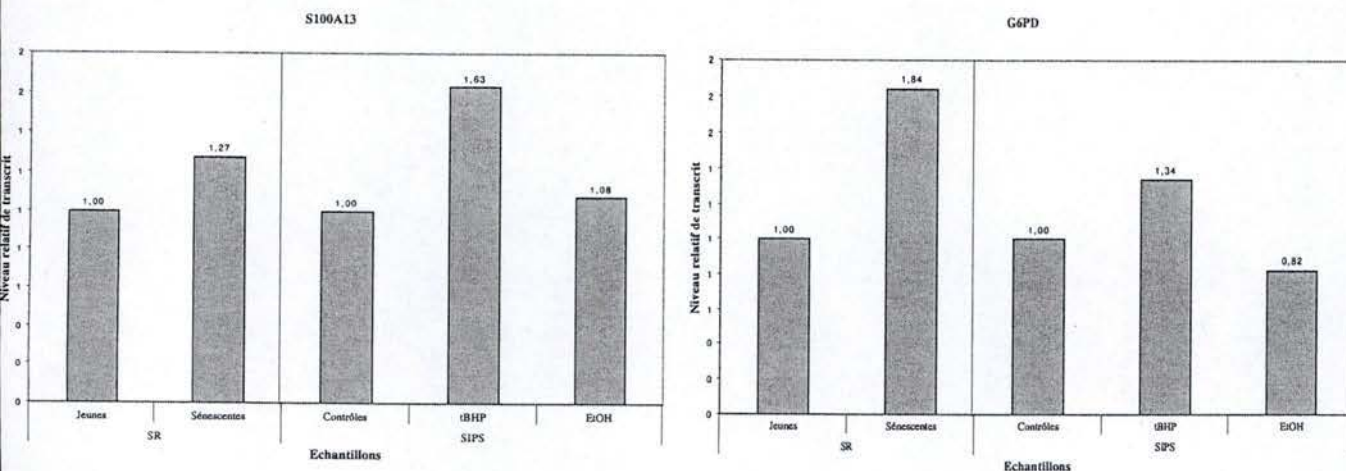 S100A13
Niveau relatif de transcrit
2
2
1
1
1
1
1
0
0
0
1,00
1,27
1,00
1,63
1,08
Jeunes
Sénescentes
Contrôles
tBHP
EtOH
SR
SIPS
Echantillons
G6PD
Niveau relatif de transcrit
2
2
2
1
1
1
1
1
0
0
0
1,00
1,84
1,00
1,34
0,82
Jeunes
Sénescentes
Contrôles
tBHP
EtOH
SR
SIPS
Echantillons